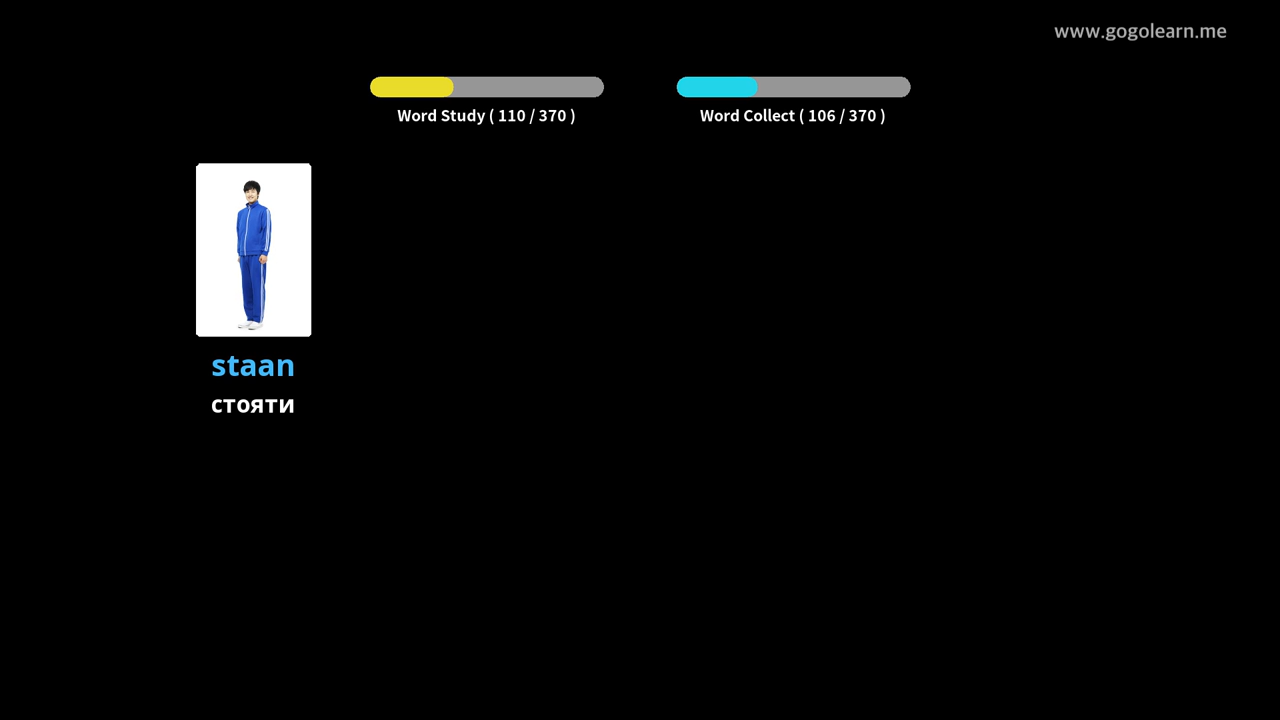 www.gogolearn.me
Word Study ( 110 / 370 )
Word Collect ( 106 / 370 )
staan
стояти